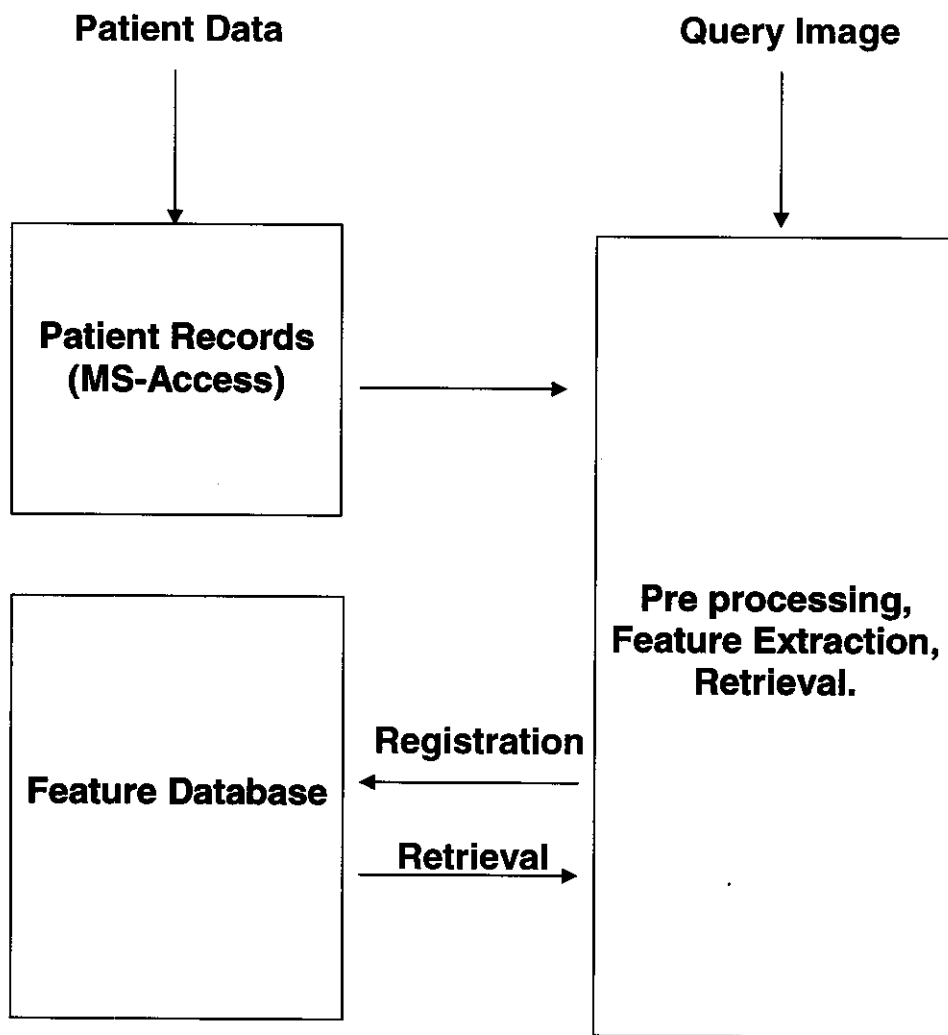 Patient Data
Query Image
Patient Records
(MS-Access)
Pre processing,
Feature Extraction,
Retrieval.
Registration
Feature Database
Retrieval